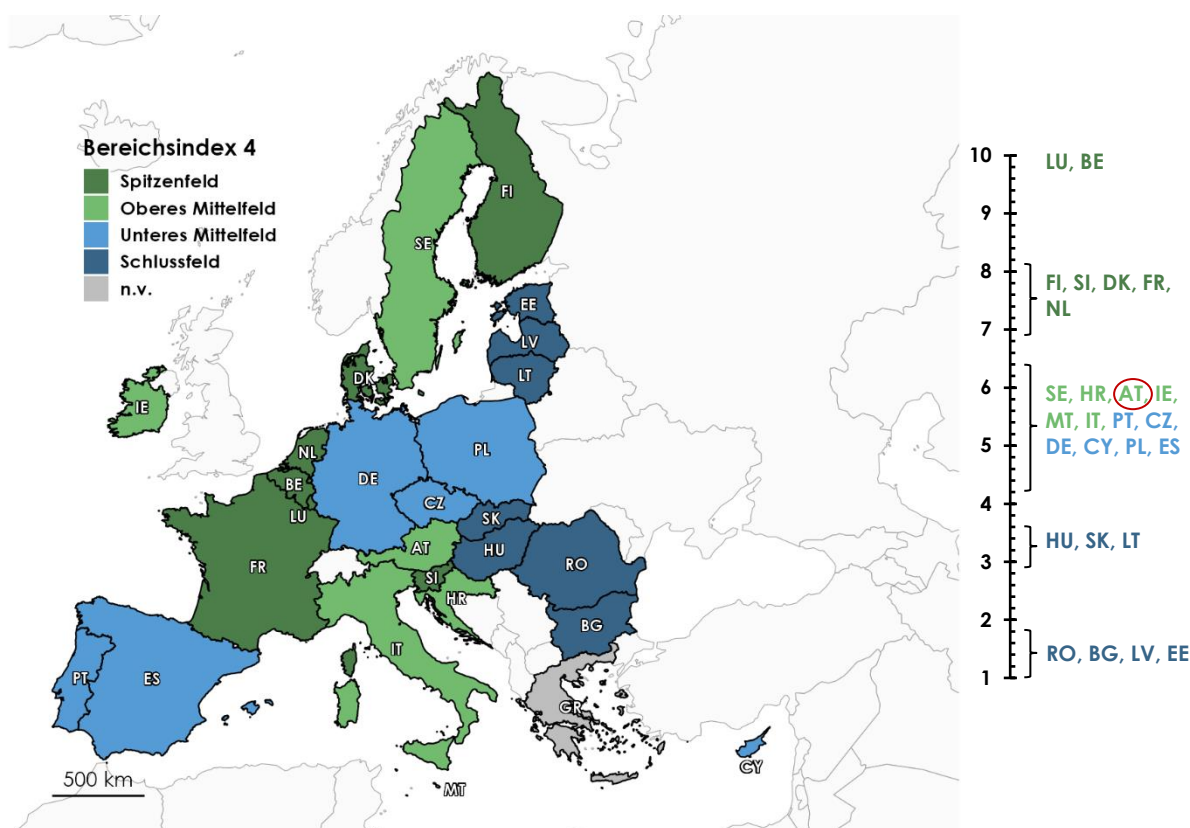 Bereichsindex 4
Spitzenfeld
Oberes Mittelfeld
Unteres Mittelfeld
Schlussfeld
n.v.
FI
SE
EE
LV
LT
DK
IE
NL
PL
DE
BE
LU
CZ
SK
AT
HU
FR
SI
RO
HR
BG
IT
PT
ES
GR
CY
MT
500 km
10
9
8
7
6
5
4
3
2
1
LU, BE
FI, SI, DK, FR,
NL
SE, HR, AT, IE,
MT, IT, PT, CZ,
DE, CY, PL, ES
HU, SK, LT
RO, BG, LV, EE